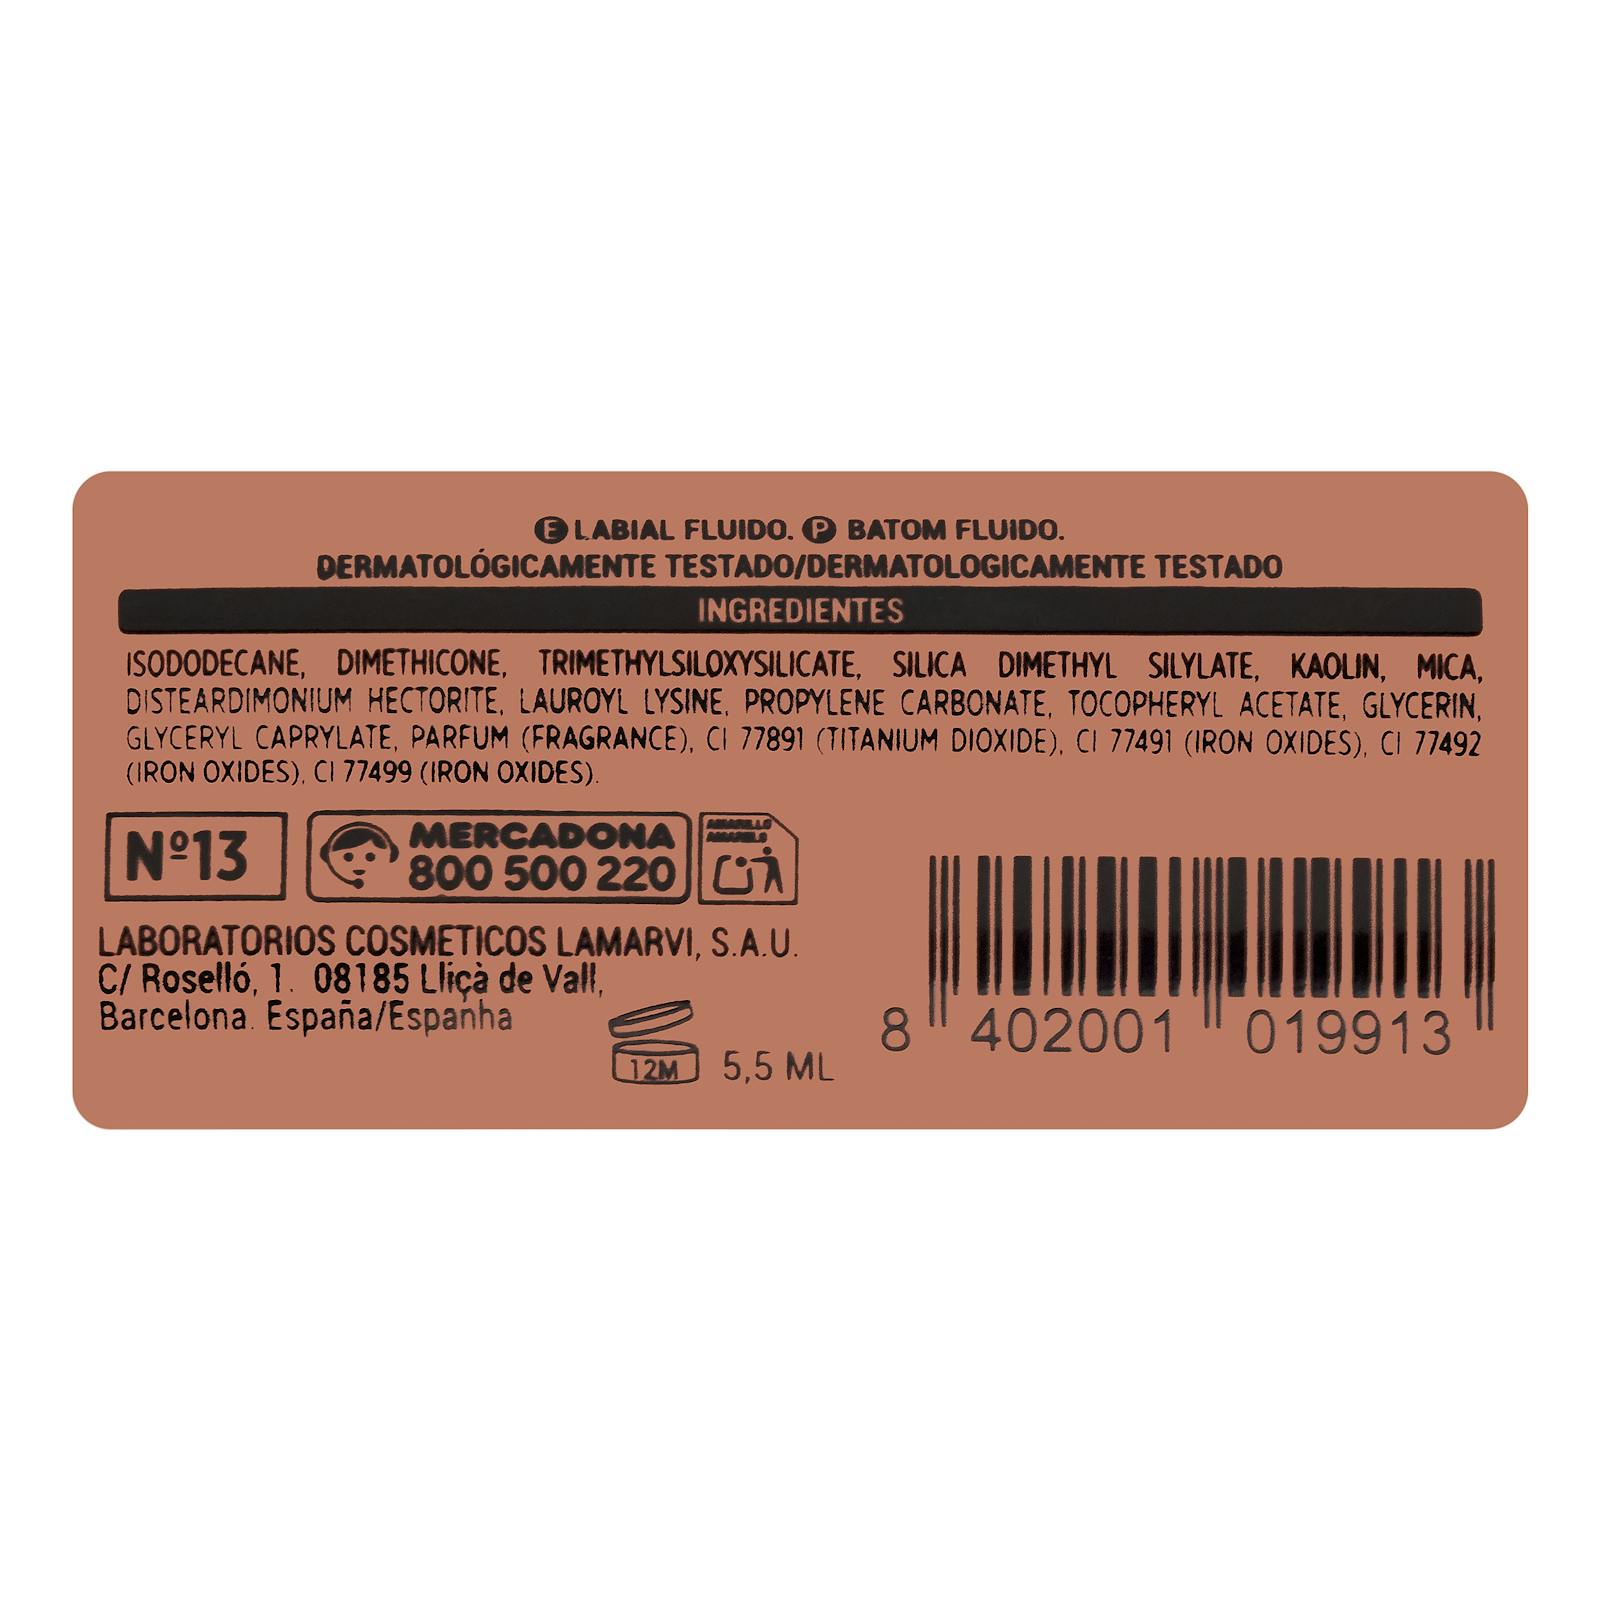 E LABIAL FLUIDO. P BATOM FLUIDO.
DERMATOLÓGICAMENTE TESTADO/DERMATOLOGICAMENTE TESTADO
INGREDIENTES
ISODODECANE, DIMETHICONE, TRIMETHYLSILOXYSILICATE, SILICA DIMETHYL SILYLATE, KAOLIN, MICA,
DISTEARDIMONIUM HECTORITE, LAUROYL LYSINE, PROPYLENE CARBONATE, TOCOPHERYL ACETATE, GLYCERIN,
GLYCERYL CAPRYLATE, PARFUM (FRAGRANCE), CI 77891 (TITANIUM DIOXIDE), CI 77491 (IRON OXIDES), CI 77492
(IRON OXIDES), CI 77499 (IRON OXIDES).
Nº13
MERCADONA
800 500 220
AMARILLO
AMARELO
LABORATORIOS COSMETICOS LAMARVI, S.A.U.
C/ Roselló, 1. 08185 Lliçà de Vall,
Barcelona. España/Espanha
12M
5,5 ML
8 402001 019913